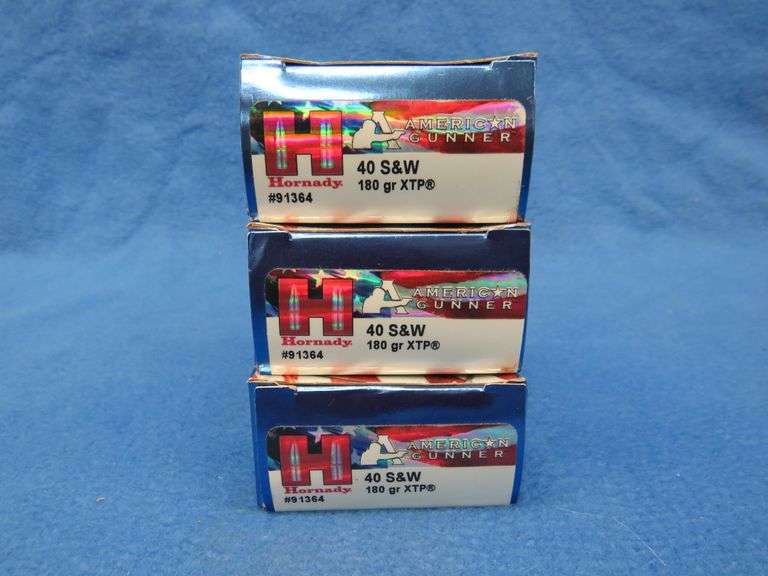 H
AMERICAN
A
GUNNER
40 S&W
Hornady
180 gr XTP®
#91364
H
AMERICAN
A
GUNNER
40 S&W
Hornady
180 gr XTP®
#91364
H
AMERICAN
A
GUNNER
40 S&W
Hornady
180 gr XTP®
#91364